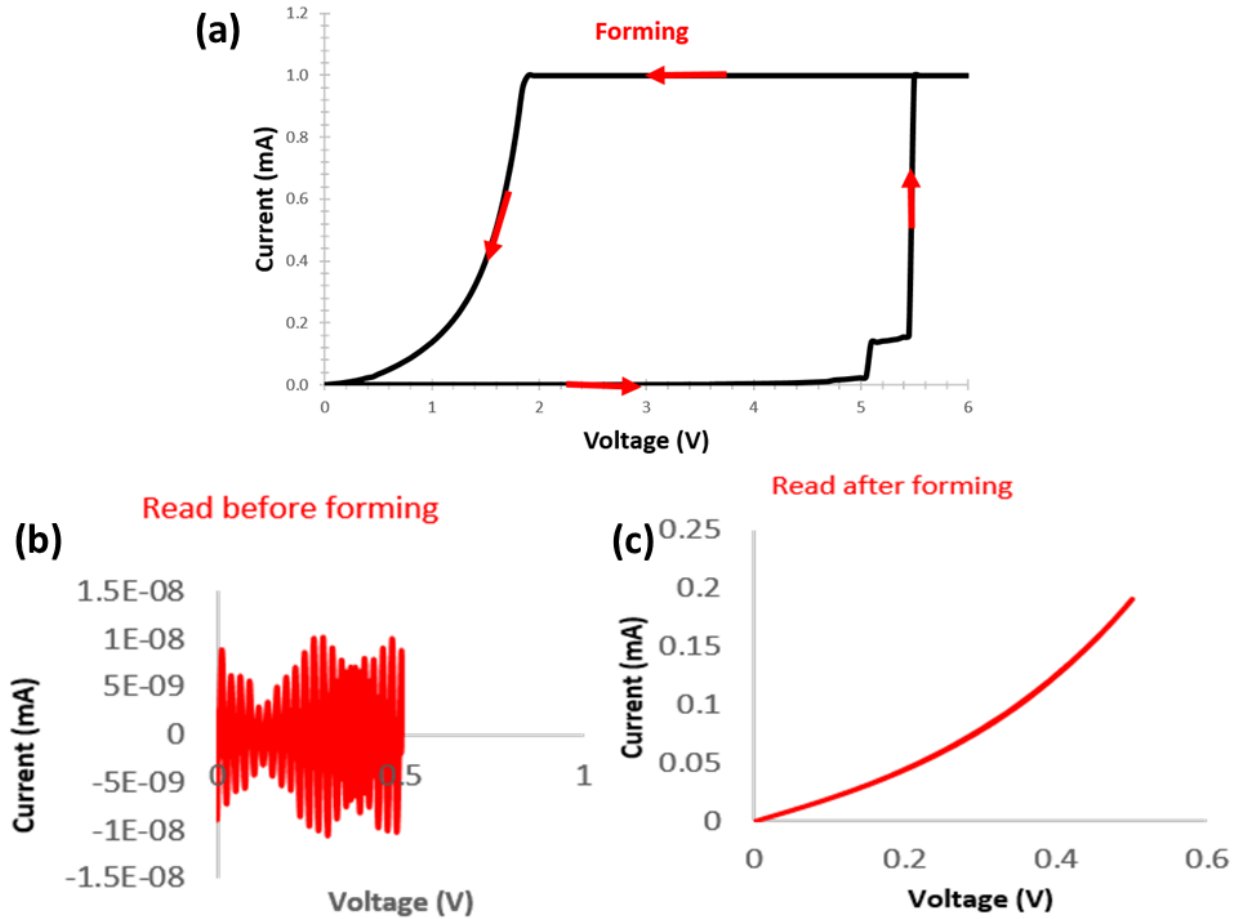 (a)
Forming
1.2
1.0
0.8
0.6
0.4
0.2
0.0
Current (mA)
0 1 2 3 4 5 6
Voltage (V)
Read before forming
(b)
1.5E-08
1E-08
5E-09
0
-5E-09
-1E-08
-1.5E-08
Current (mA)
0 0.5 1
Voltage (V)
Read after forming
(c)
0.25
0.2
0.15
0.1
0.05
0
Current (mA)
0 0.2 0.4 0.6
Voltage (V)